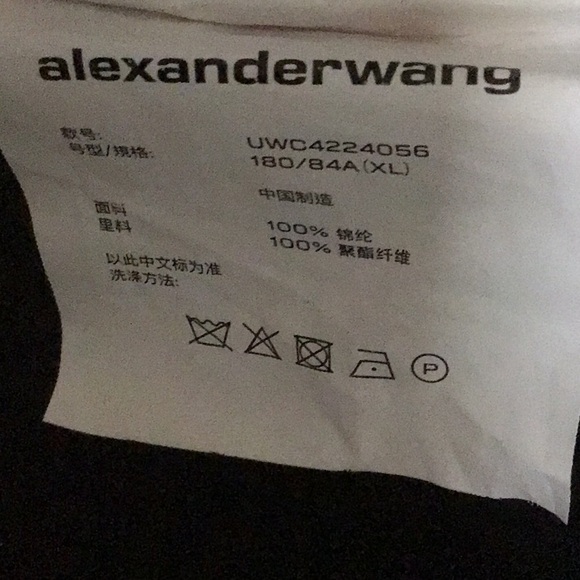 alexanderwang
款号: UWC4224056
号型/规格: 180/84A(XL)
中国制造
面料 100% 锦纶
里料 100% 聚酯纤维
以此中文标为准
洗涤方法:
P